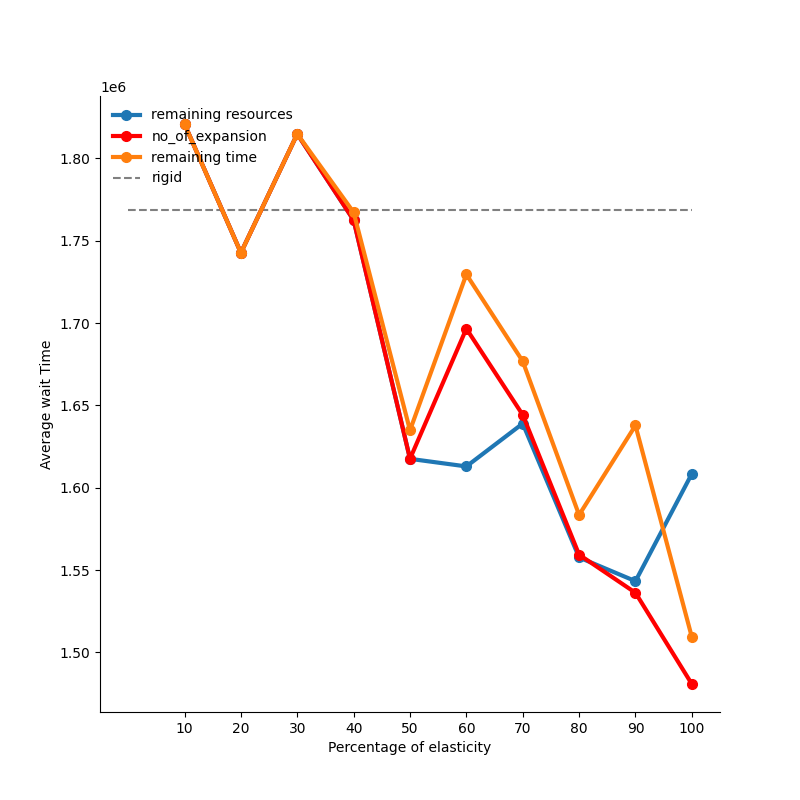 1e6
remaining resources
no_of_expansion
remaining time
rigid
1.80
1.75
1.70
1.65
1.60
1.55
1.50
Average wait Time
10 20 30 40 50 60 70 80 90 100
Percentage of elasticity